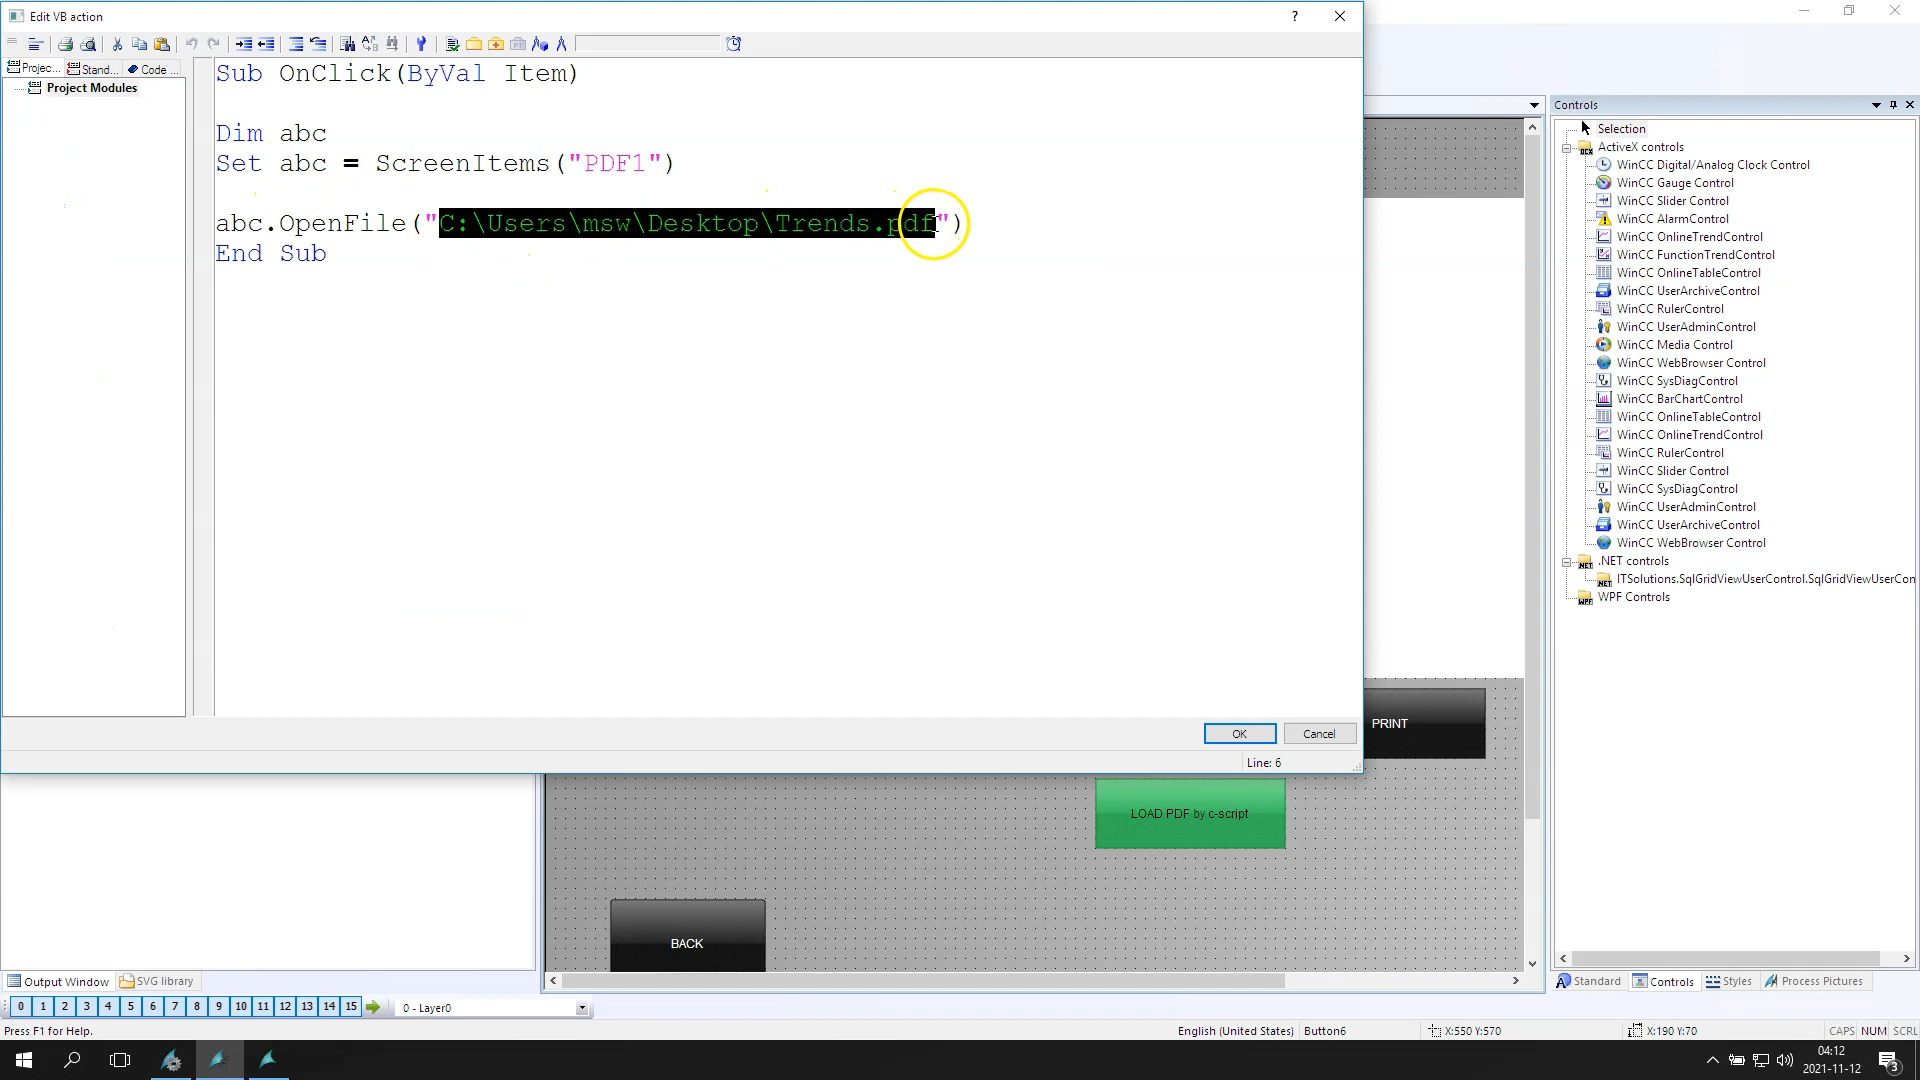 Edit VB action
?
Projec...
Stand...
Code ...
Project Modules
Sub OnClick(ByVal Item)
Dim abc
Set abc = ScreenItems("PDF1")
abc.OpenFile("C:\Users\msw\Desktop\Trends.pdf")
End Sub
OK
Cancel
Line: 6
PRINT
LOAD PDF by c-script
BACK
Controls
Selection
ActiveX controls
WinCC Digital/Analog Clock Control
WinCC Gauge Control
WinCC Slider Control
WinCC AlarmControl
WinCC OnlineTrendControl
WinCC FunctionTrendControl
WinCC OnlineTableControl
WinCC UserArchiveControl
WinCC RulerControl
WinCC UserAdminControl
WinCC Media Control
WinCC WebBrowser Control
WinCC SysDiagControl
WinCC BarChartControl
WinCC OnlineTableControl
WinCC OnlineTrendControl
WinCC RulerControl
WinCC Slider Control
WinCC SysDiagControl
WinCC UserAdminControl
WinCC UserArchiveControl
WinCC WebBrowser Control
.NET controls
ITSolutions.SqlGridViewUserControl.SqlGridViewUserCon
WPF Controls
Output Window
SVG library
Standard
Controls
Styles
Process Pictures
0 1 2 3 4 5 6 7 8 9 10 11 12 13 14 15
0 - Layer0
Press F1 for Help.
English (United States)
Button6
X:550 Y:570
X:190 Y:70
CAPS NUM SCRL
04:12
2021-11-12
3